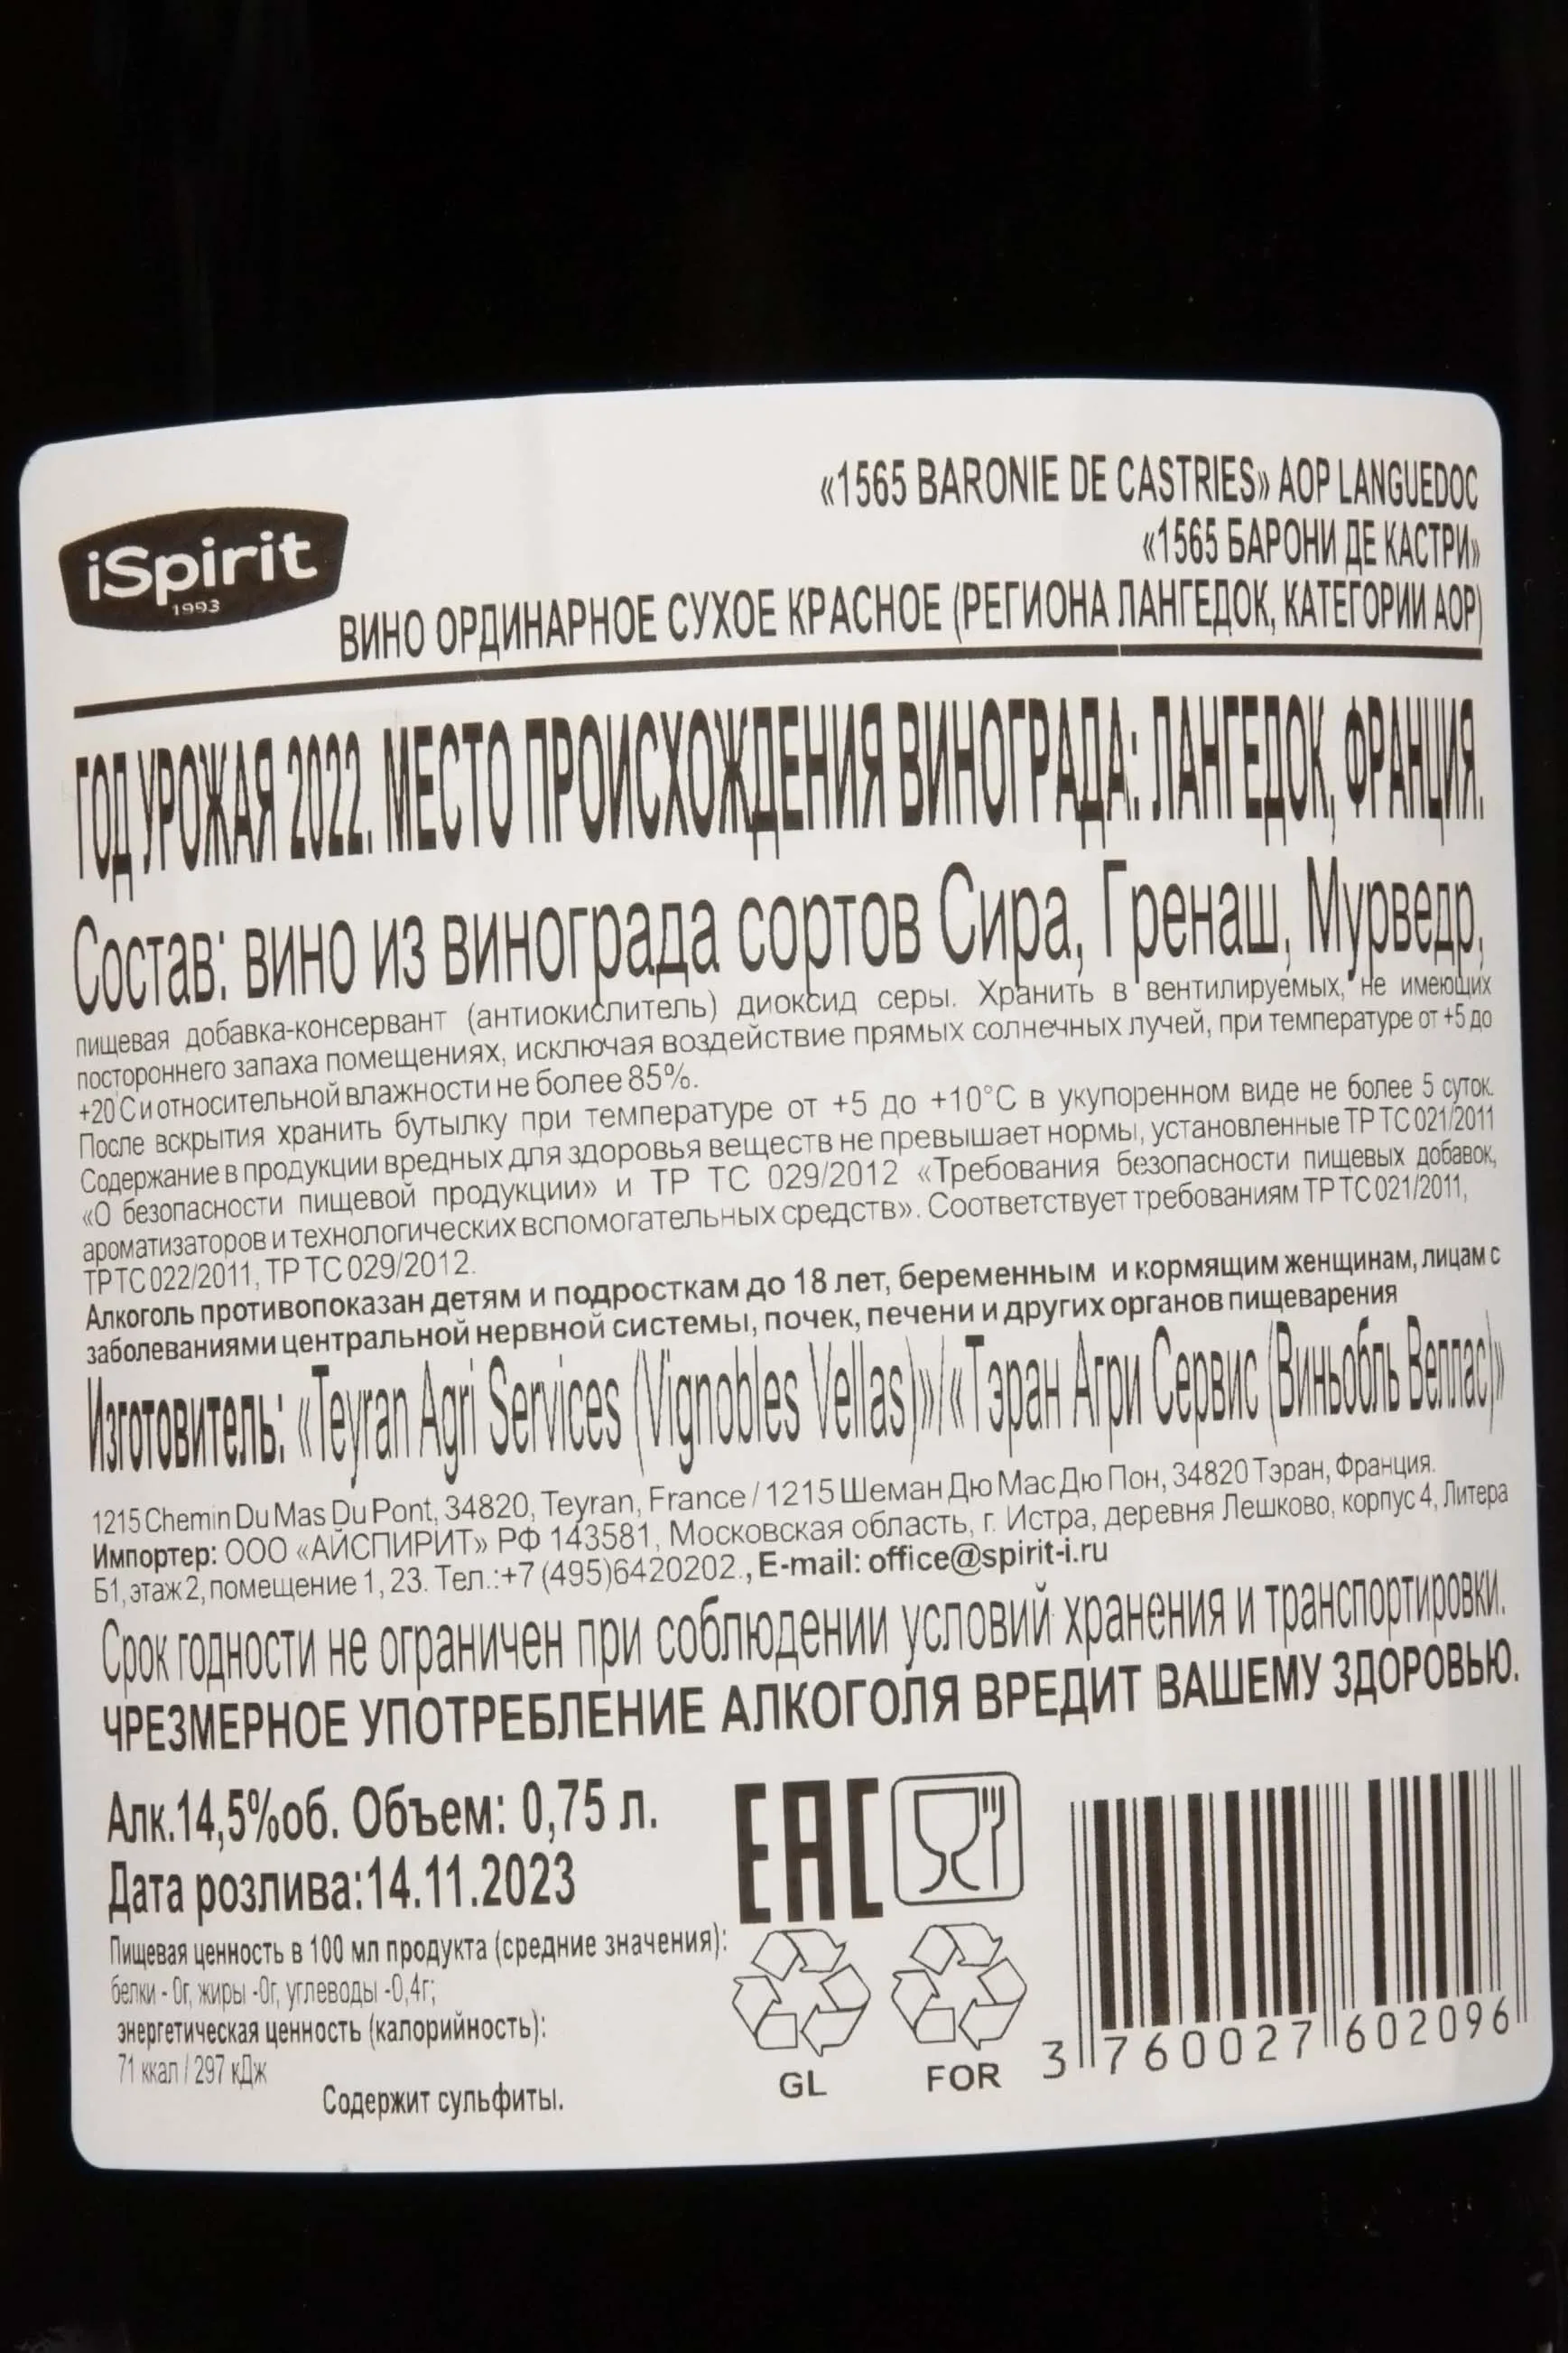 «1565 BARONIE DE CASTRIES» AOP LANGUEDOC
«1565 БАРОНИ ДЕ КАСТРИ»
iSpirit
1993
ВИНО ОРДИНАРНОЕ СУХОЕ КРАСНОЕ (РЕГИОНА ЛАНГЕДОК, КАТЕГОРИИ АОР)
ГОД УРОЖАЯ 2022. МЕСТО ПРОИСХОЖДЕНИЯ ВИНОГРАДА: ЛАНГЕДОК, ФРАНЦИЯ.
Состав: вино из винограда сортов Сира, Гренаш, Мурведр,
пищевая добавка-консервант (антиокислитель) диоксид серы. Хранить в вентилируемых, не имеющих
постороннего запаха помещениях, исключая воздействие прямых солнечных лучей, при температуре от +5 до
+20°С и относительной влажности не более 85%.
После вскрытия хранить бутылку при температуре от +5 до +10°С в укупоренном виде не более 5 суток.
Содержание в продукции вредных для здоровья веществ не превышает нормы, установленные ТР ТС 021/2011
«О безопасности пищевой продукции» и ТР ТС 029/2012 «Требования безопасности пищевых добавок,
ароматизаторов и технологических вспомогательных средств». Соответствует требованиям ТР ТС 021/2011,
ТР ТС 022/2011, ТР ТС 029/2012.
Алкоголь противопоказан детям и подросткам до 18 лет, беременным и кормящим женщинам, лицам с
заболеваниями центральной нервной системы, почек, печени и других органов пищеварения
Изготовитель: «Teyran Agri Services (Vignobles Vellas)»/«Тэран Агри Сервис (Виньобль Веллас)»
1215 Chemin Du Mas Du Pont, 34820, Teyran, France / 1215 Шеман Дю Мас Дю Пон, 34820 Тэран, Франция.
Импортер: ООО «АЙСПИРИТ» РФ 143581, Московская область, г. Истра, деревня Лешково, корпус 4, Литера
Б1, этаж 2, помещение 1, 23. Тел.:+7 (495)6420202., E-mail: office@spirit-i.ru
Срок годности не ограничен при соблюдении условий хранения и транспортировки.
ЧРЕЗМЕРНОЕ УПОТРЕБЛЕНИЕ АЛКОГОЛЯ ВРЕДИТ ВАШЕМУ ЗДОРОВЬЮ.
Алк.14,5%об. Объем: 0,75 л.
Дата розлива:14.11.2023
Пищевая ценность в 100 мл продукта (средние значения):
белки - 0г, жиры -0г, углеводы -0,4г;
энергетическая ценность (калорийность):
71 ккал / 297 кДж
Содержит сульфиты.
EAC
GL
FOR
3 760027 602096